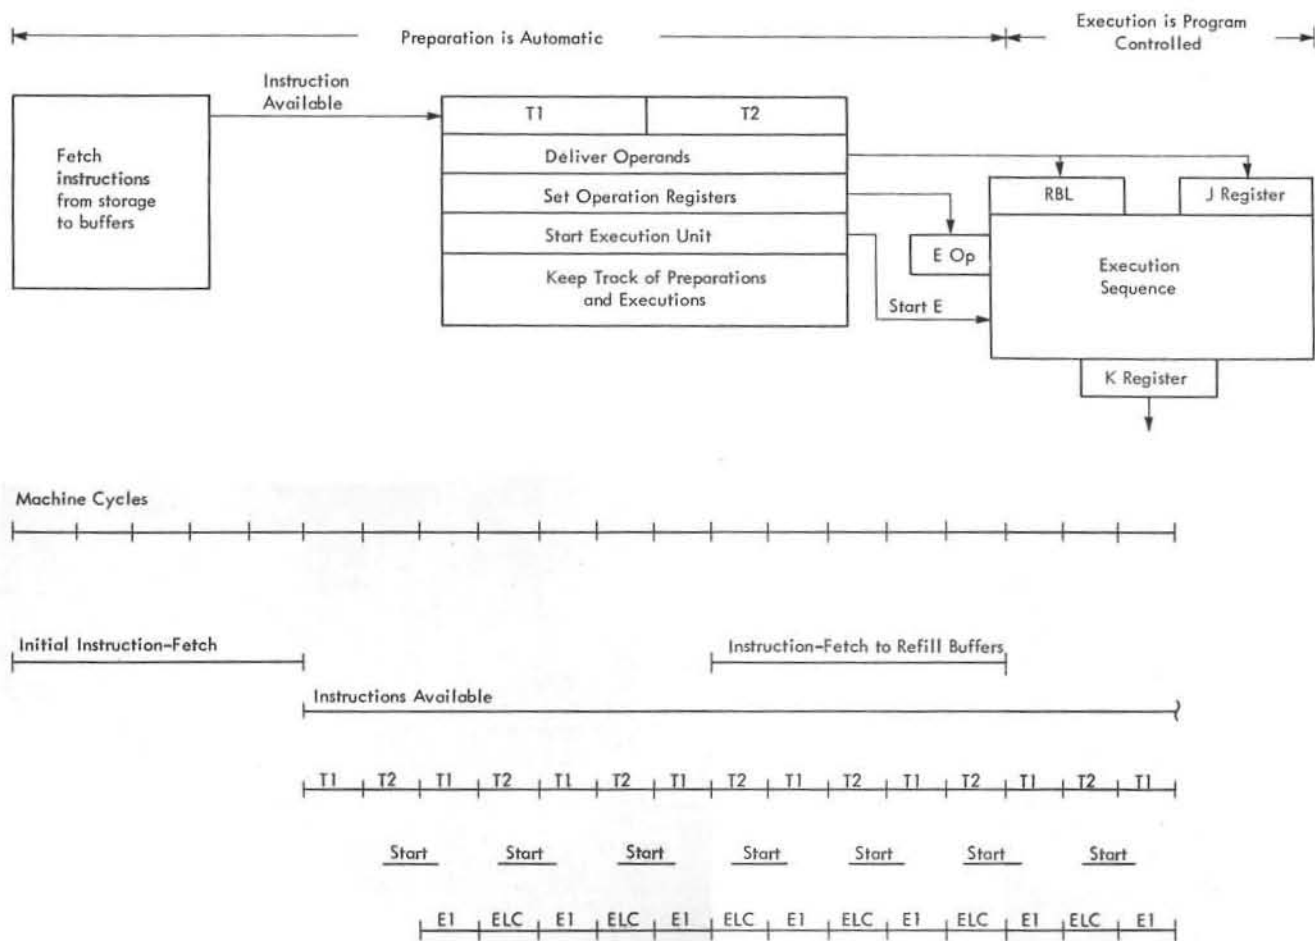 Preparation is Automatic
Execution is Program
Controlled
Instruction
Available
Fetch
instructions
from storage
to buffers
T1 T2
Deliver Operands
Set Operation Registers
Start Execution Unit
Keep Track of Preparations
and Executions
RBL
J Register
E Op
Execution
Sequence
Start E
K Register
Machine Cycles
Initial Instruction-Fetch
Instruction-Fetch to Refill Buffers
Instructions Available
T1 T2 T1 T2 T1 T2 T1 T2 T1 T2 T1 T2 T1 T2 T1
Start Start Start Start Start Start Start
E1 ELC E1 ELC E1 ELC E1 ELC E1 ELC E1 ELC E1